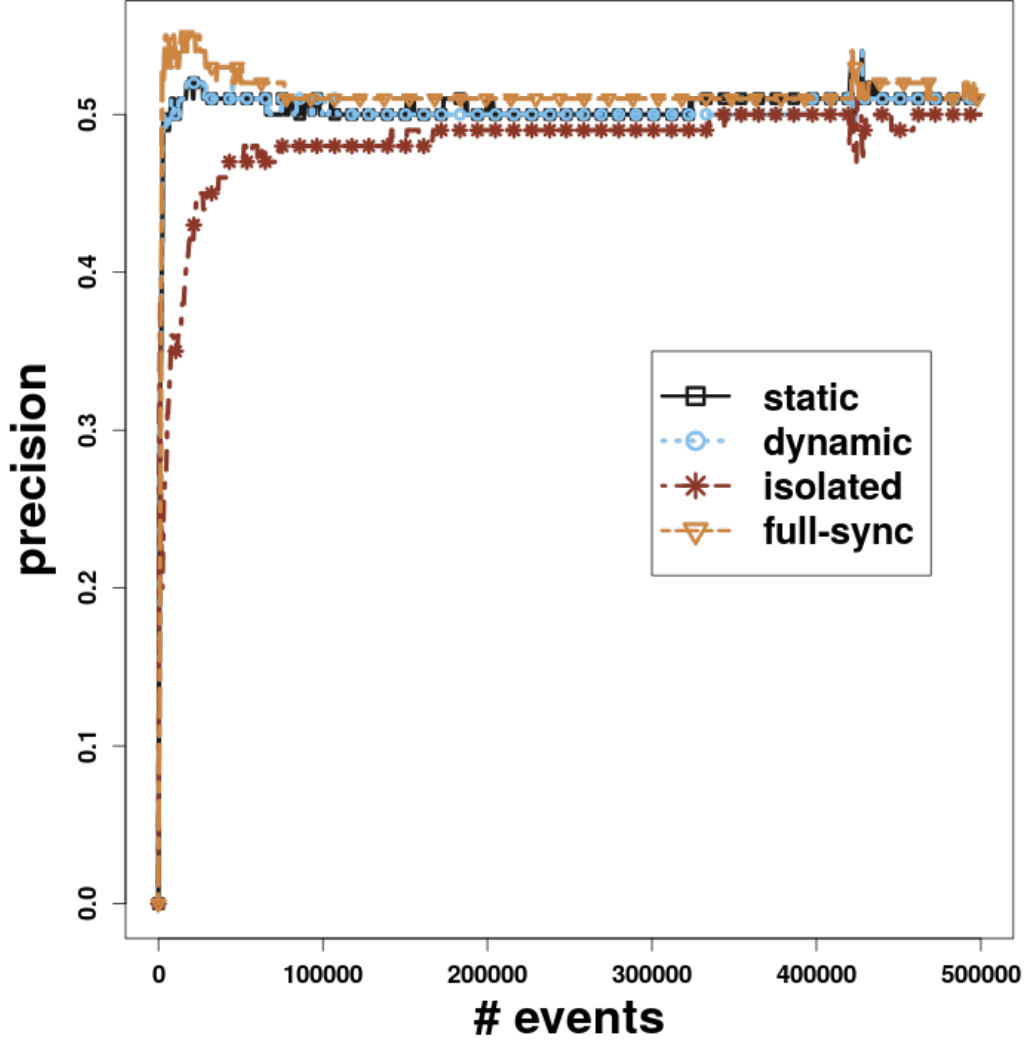 precision
0.5
0.4
0.3
0.2
0.1
0.0
static
dynamic
isolated
full-sync
0 100000 200000 300000 400000 500000
# events